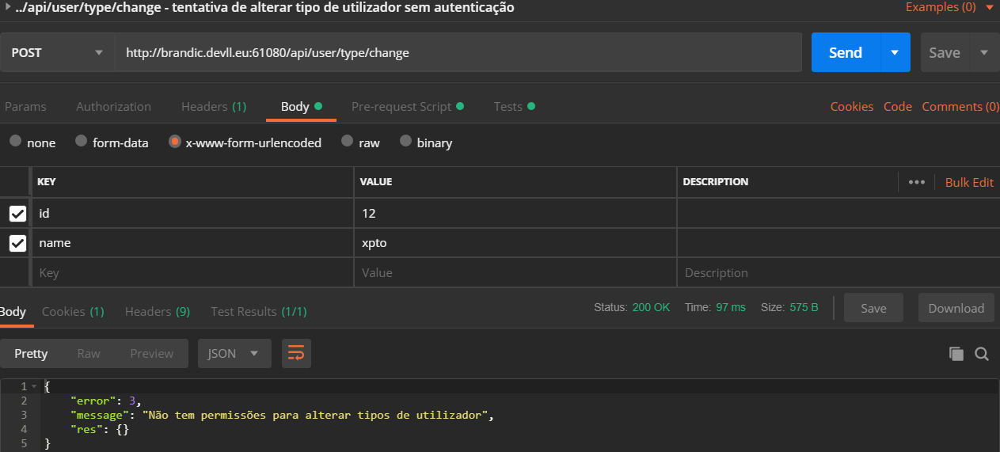 ../api/user/type/change - tentativa de alterar tipo de utilizador sem autenticação Examples (0)
POST http://brandic.devll.eu:61080/api/user/type/change Send Save
Params Authorization Headers (1) Body Pre-request Script Tests Cookies Code Comments (0)
none form-data x-www-form-urlencoded raw binary
KEY VALUE DESCRIPTION ••• Bulk Edit
id 12
name xpto
Key Value Description
Body Cookies (1) Headers (9) Test Results (1/1) Status: 200 OK Time: 97 ms Size: 575 B Save Download
Pretty Raw Preview JSON
1 {
2 "error": 3,
3 "message": "Não tem permissões para alterar tipos de utilizador",
4 "res": {}
5 }